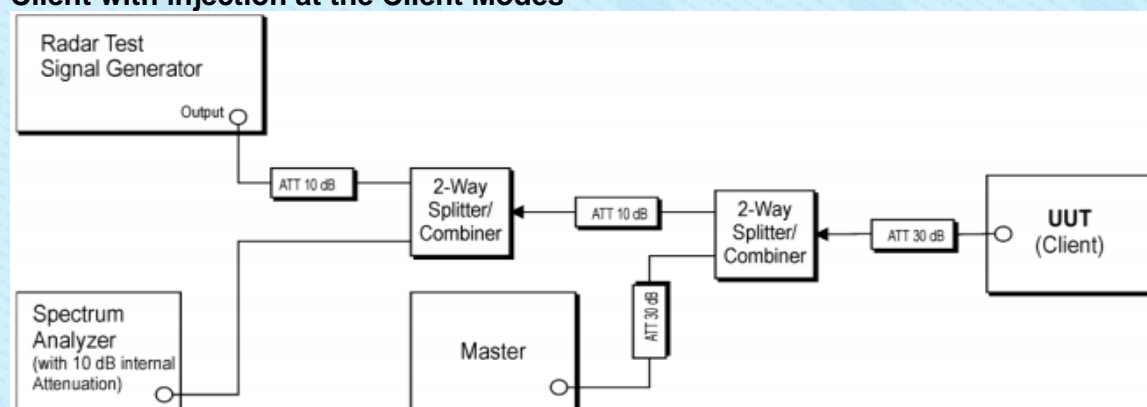 Client with Injection at the Client Modes
Radar Test
Signal Generator
Output
ATT 10 dB
2-Way
Splitter/
Combiner
ATT 10 dB
2-Way
Splitter/
Combiner
ATT 30 dB
UUT
(Client)
ATT 30 dB
Spectrum
Analyzer
(with 10 dB internal
Attenuation)
Master